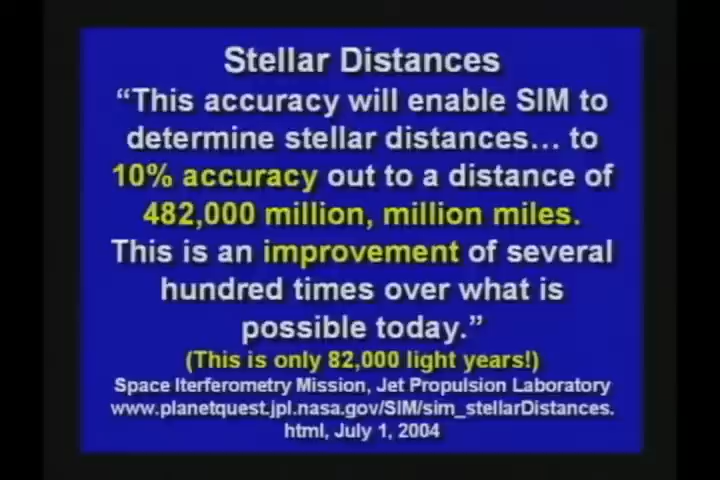 Stellar Distances
“This accuracy will enable SIM to
determine stellar distances… to
10% accuracy out to a distance of
482,000 million, million miles.
This is an improvement of several
hundred times over what is
possible today.”
(This is only 82,000 light years!)
Space Iterferometry Mission, Jet Propulsion Laboratory
www.planetquest.jpl.nasa.gov/SIM/sim_stellarDistances.
html, July 1, 2004